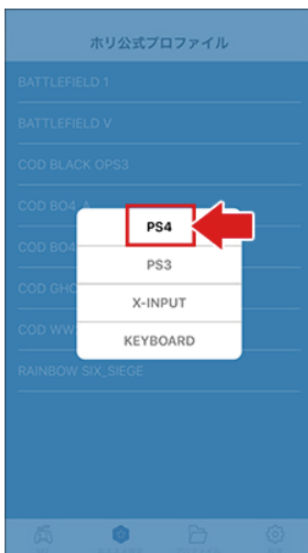 ホリ公式プロファイル
BATTLEFIELD 1
BATTLEFIELD V
COD BLACK OPS3
COD BO4_A
PS4
COD BO4
PS3
COD GHO
X-INPUT
COD WW
KEYBOARD
RAINBOW SIX_SIEGE